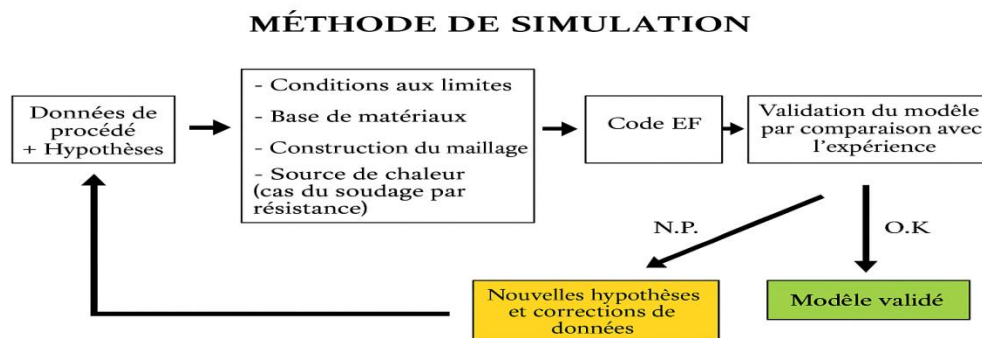 MÉTHODE DE SIMULATION
Données de
procédé
+ Hypothèses
- Conditions aux limites
- Base de matériaux
- Construction du maillage
- Source de chaleur
(cas du soudage par
résistance)
Code EF
Validation du modèle
par comparaison avec
l'expérience
N.P.
O.K
Nouvelles hypothèses
et corrections de
données
Modêle validé